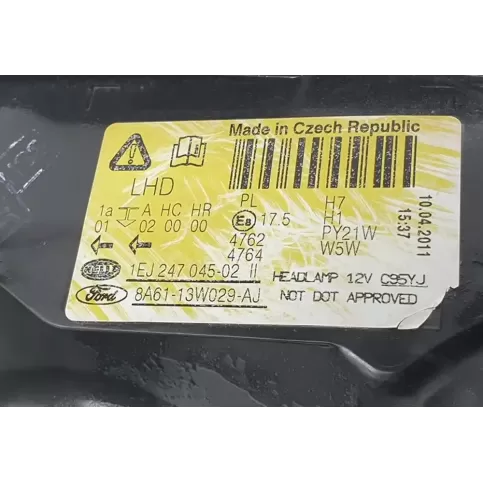 Made in Czech Republic
LHD
1a A HC HR
01 02 00 00
PL
E8 17.5
4762
4764
H7
H1
PY21W
W5W
10.04.2011
15:37
HELLA
1EJ 247 045-02 II
HEADLAMP 12V C95YJ
Ford
8A61-13W029-AJ
NOT DOT APPROVED